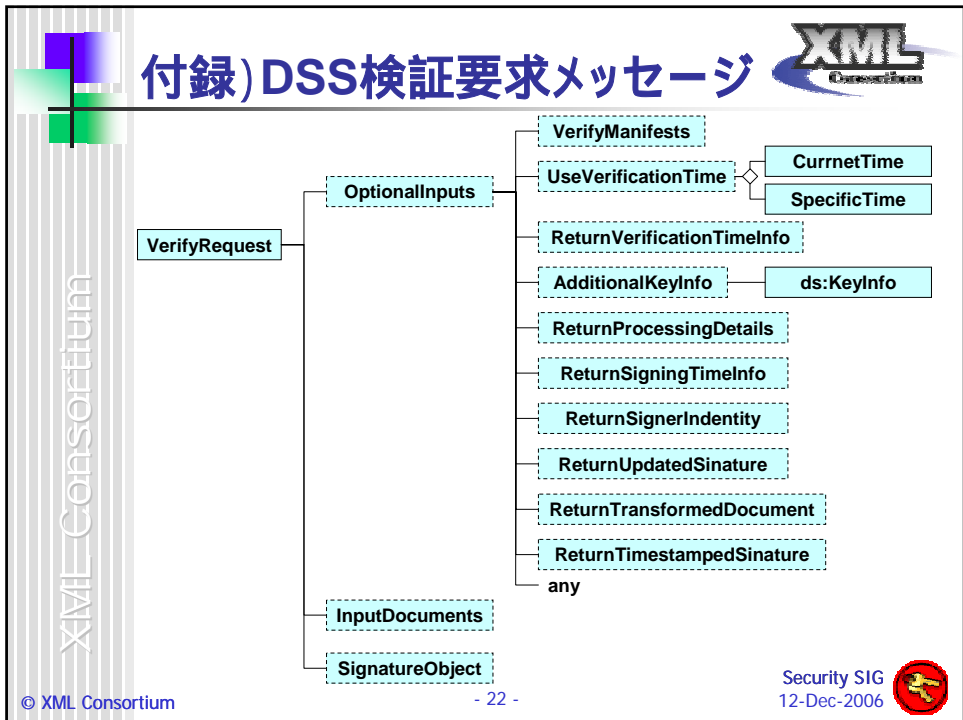 付録)DSS検証要求メッセージ
XML
Consortium
VerifyRequest
OptionalInputs
VerifyManifests
UseVerificationTime
CurrnetTime
SpecificTime
ReturnVerificationTimeInfo
AdditionalKeyInfo
ds:KeyInfo
ReturnProcessingDetails
ReturnSigningTimeInfo
ReturnSignerIndentity
ReturnUpdatedSinature
ReturnTransformedDocument
ReturnTimestampedSinature
any
InputDocuments
SignatureObject
XML Consortium
© XML Consortium
- 22 -
Security SIG
12-Dec-2006